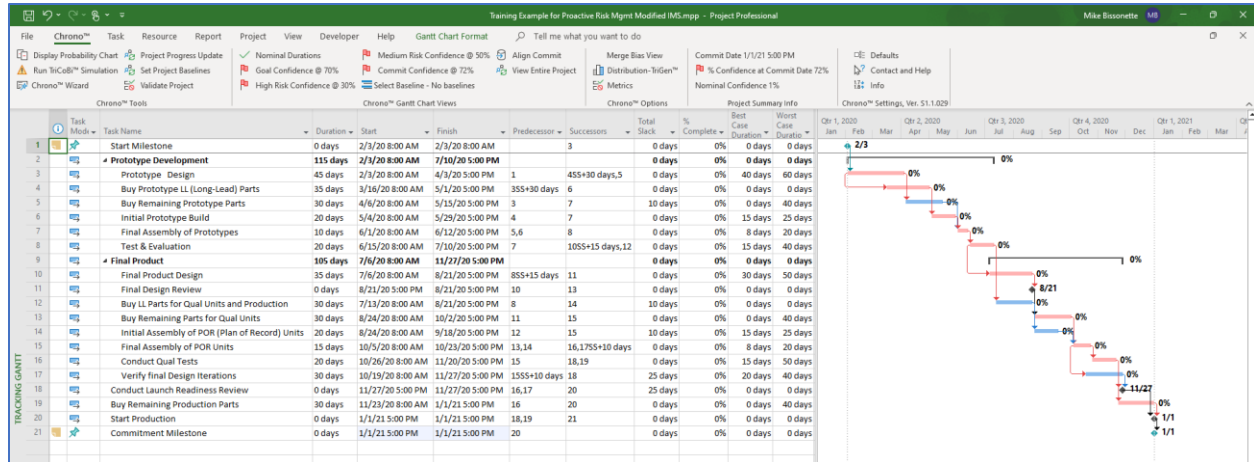 Training Example for Proactive Risk Mgmt Modified IMS.mpp - Project Professional Mike Bissonette MB
File Chrono™ Task Resource Report Project View Developer Help Gantt Chart Format Tell me what you want to do
Display Probability Chart Project Progress Update Nominal Durations Medium Risk Confidence @ 50% Align Commit Merge Bias View Commit Date 1/1/21 5:00 PM Defaults
Run TriCoBi™ Simulation Set Project Baselines Goal Confidence @ 70% Commit Confidence @ 72% View Entire Project Distribution-TriGen™ % Confidence at Commit Date 72% Contact and Help
Chrono™ Wizard Validate Project High Risk Confidence @ 30% Select Baseline - No baselines Metrics Nominal Confidence 1% Info
Chrono™ Tools Chrono™ Gantt Chart Views Chrono™ Options Project Summary Info Chrono™ Settings, Ver. S1.1.029
Task Mode Task Name Duration Start Finish Predecessor Successors Total Slack % Complete Best Case Duration Worst Case Duratio
Qtr 1, 2020 Qtr 2, 2020 Qtr 3, 2020 Qtr 4, 2020 Qtr 1, 2021
Jan Feb Mar Apr May Jun Jul Aug Sep Oct Nov Dec Jan Feb Mar
1 Start Milestone 0 days 2/3/20 8:00 AM 2/3/20 8:00 AM 3 0 days 0% 0 days 0 days 2/3
2 Prototype Development 115 days 2/3/20 8:00 AM 7/10/20 5:00 PM 0 days 0% 0 days 0 days 0%
3 Prototype Design 45 days 2/3/20 8:00 AM 4/3/20 5:00 PM 1 4SS+30 days,5 0 days 0% 40 days 60 days 0%
4 Buy Prototype LL (Long-Lead) Parts 35 days 3/16/20 8:00 AM 5/1/20 5:00 PM 3SS+30 days 6 0 days 0% 0 days 0 days 0%
5 Buy Remaining Prototype Parts 30 days 4/6/20 8:00 AM 5/15/20 5:00 PM 3 7 10 days 0% 0 days 40 days 0%
6 Initial Prototype Build 20 days 5/4/20 8:00 AM 5/29/20 5:00 PM 4 7 0 days 0% 15 days 25 days 0%
7 Final Assembly of Prototypes 10 days 6/1/20 8:00 AM 6/12/20 5:00 PM 5,6 8 0 days 0% 8 days 20 days 0%
8 Test & Evaluation 20 days 6/15/20 8:00 AM 7/10/20 5:00 PM 7 10SS+15 days,12 0 days 0% 15 days 40 days 0%
9 Final Product 105 days 7/6/20 8:00 AM 11/27/20 5:00 PM 0 days 0% 0 days 0 days 0%
10 Final Product Design 35 days 7/6/20 8:00 AM 8/21/20 5:00 PM 8SS+15 days 11 0 days 0% 30 days 50 days 0%
11 Final Design Review 0 days 8/21/20 5:00 PM 8/21/20 5:00 PM 10 13 0 days 0% 0 days 0 days 8/21
12 Buy LL Parts for Qual Units and Production 30 days 7/13/20 8:00 AM 8/21/20 5:00 PM 8 14 10 days 0% 0 days 0 days 0%
13 Buy Remaining Parts for Qual Units 30 days 8/24/20 8:00 AM 10/2/20 5:00 PM 11 15 0 days 0% 0 days 40 days 0%
14 Initial Assembly of POR (Plan of Record) Units 20 days 8/24/20 8:00 AM 9/18/20 5:00 PM 12 15 10 days 0% 15 days 25 days 0%
15 Final Assembly of POR Units 15 days 10/5/20 8:00 AM 10/23/20 5:00 PM 13,14 16,17SS+10 days 0 days 0% 8 days 20 days 0%
16 Conduct Qual Tests 20 days 10/26/20 8:00 AM 11/20/20 5:00 PM 15 18,19 0 days 0% 15 days 50 days 0%
17 Verify final Design Iterations 30 days 10/19/20 8:00 AM 11/27/20 5:00 PM 15SS+10 days 18 25 days 0% 20 days 40 days 0%
18 Conduct Launch Readiness Review 0 days 11/27/20 5:00 PM 11/27/20 5:00 PM 16,17 20 25 days 0% 0 days 0 days 11/27
19 Buy Remaining Production Parts 30 days 11/23/20 8:00 AM 1/1/21 5:00 PM 16 20 0 days 0% 0 days 40 days 0%
20 Start Production 0 days 1/1/21 5:00 PM 1/1/21 5:00 PM 18,19 21 0 days 0% 0 days 0 days 1/1
21 Commitment Milestone 0 days 1/1/21 5:00 PM 1/1/21 5:00 PM 20 0 days 0% 0 days 0 days 1/1
TRACKING GANTT